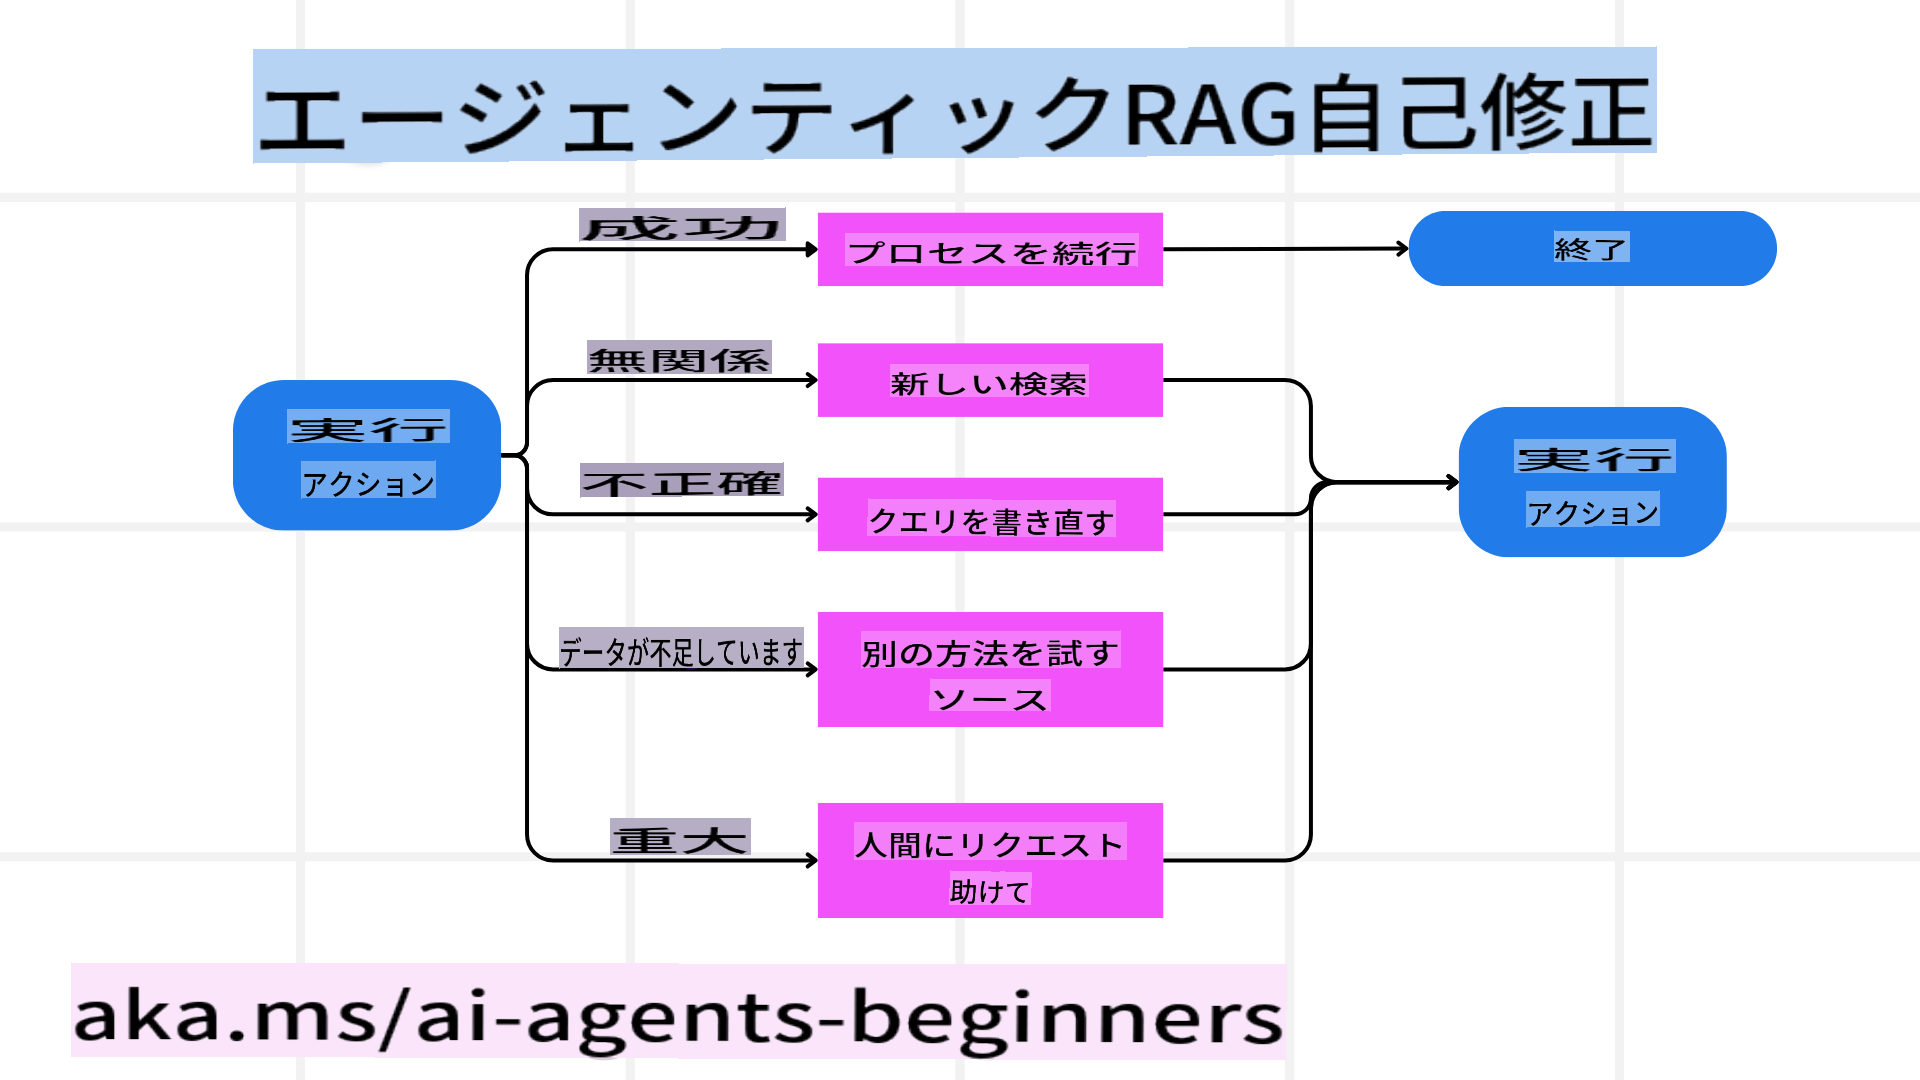 エージェンティックRAG自己修正
成功
プロセスを続行
終了
無関係
新しい検索
実行
アクション
不正確
クエリを書き直す
実行
アクション
データが不足しています
別の方法を試す
ソース
重大
人間にリクエスト
助けて
aka.ms/ai-agents-beginners